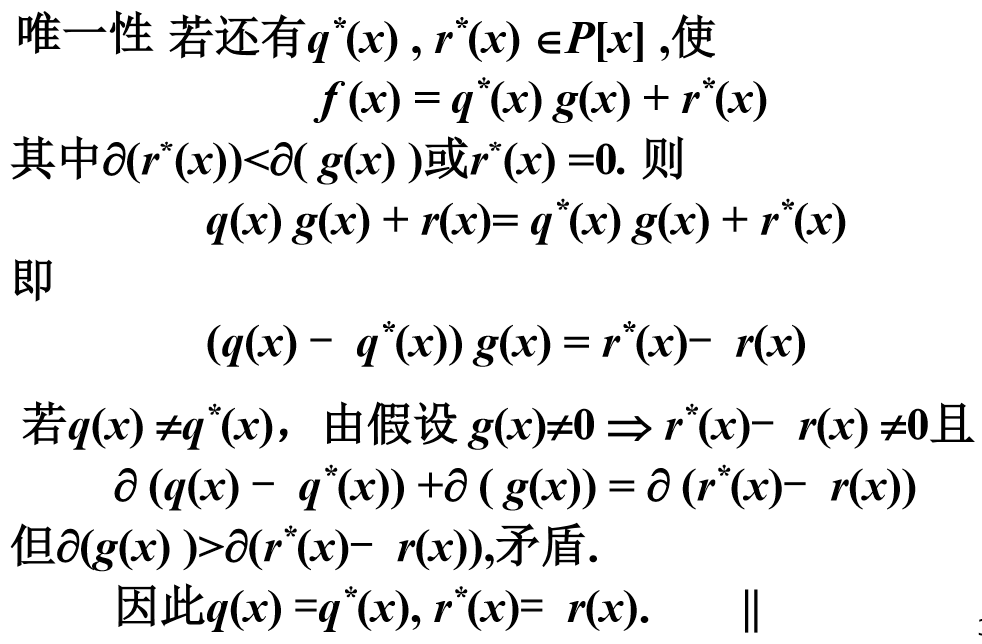 唯一性 若还有q*(x) , r*(x) ∈P[x] ,使
f (x) = q*(x) g(x) + r*(x)
其中∂(r*(x))<∂( g(x) )或r*(x) =0. 则
q(x) g(x) + r(x)= q*(x) g(x) + r*(x)
即
(q(x) − q*(x)) g(x) = r*(x)− r(x)
若q(x) ≠q*(x), 由假设 g(x)≠0 ⇒ r*(x)− r(x) ≠0且
∂ (q(x) − q*(x)) +∂ ( g(x)) = ∂ (r*(x)− r(x))
但∂(g(x) )>∂(r*(x)− r(x)),矛盾.
因此q(x) =q*(x), r*(x)= r(x). ||